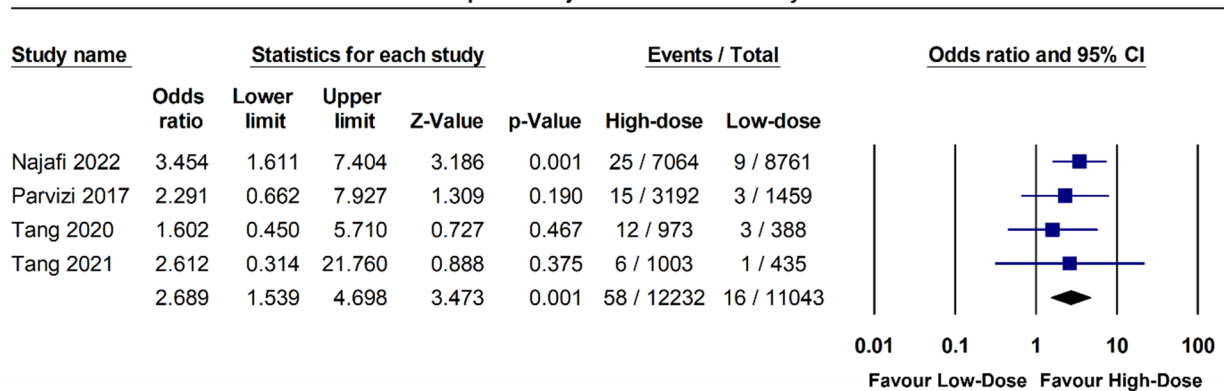 Study name Statistics for each study Events / Total Odds ratio and 95% CI
Odds Lower Upper
ratio limit limit Z-Value p-Value High-dose Low-dose
Najafi 2022 3.454 1.611 7.404 3.186 0.001 25 / 7064 9 / 8761
Parvizi 2017 2.291 0.662 7.927 1.309 0.190 15 / 3192 3 / 1459
Tang 2020 1.602 0.450 5.710 0.727 0.467 12 / 973 3 / 388
Tang 2021 2.612 0.314 21.760 0.888 0.375 6 / 1003 1 / 435
2.689 1.539 4.698 3.473 0.001 58 / 12232 16 / 11043
0.01 0.1 1 10 100
Favour Low-Dose Favour High-Dose